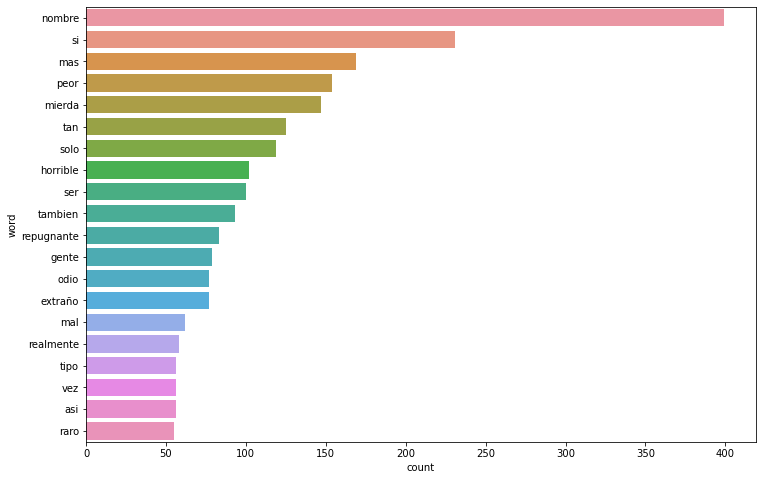 nombre
si
mas
peor
mierda
tan
solo
horrible
ser
tambien
repugnante
gente
odio
extraño
mal
realmente
tipo
vez
asi
raro
word
0 50 100 150 200 250 300 350 400
count